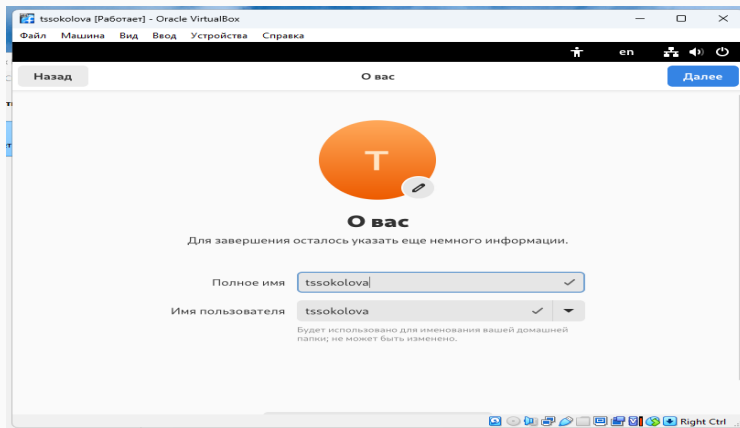 tssokolova [Работает] - Oracle VirtualBox
Файл Машина Вид Ввод Устройства Справка
en
Назад О вас Далее
T
О вас
Для завершения осталось указать еще немного информации.
Полное имя tssokolova
Имя пользователя tssokolova
Будет использовано для именования вашей домашней
папки; не может быть изменено.
Right Ctrl